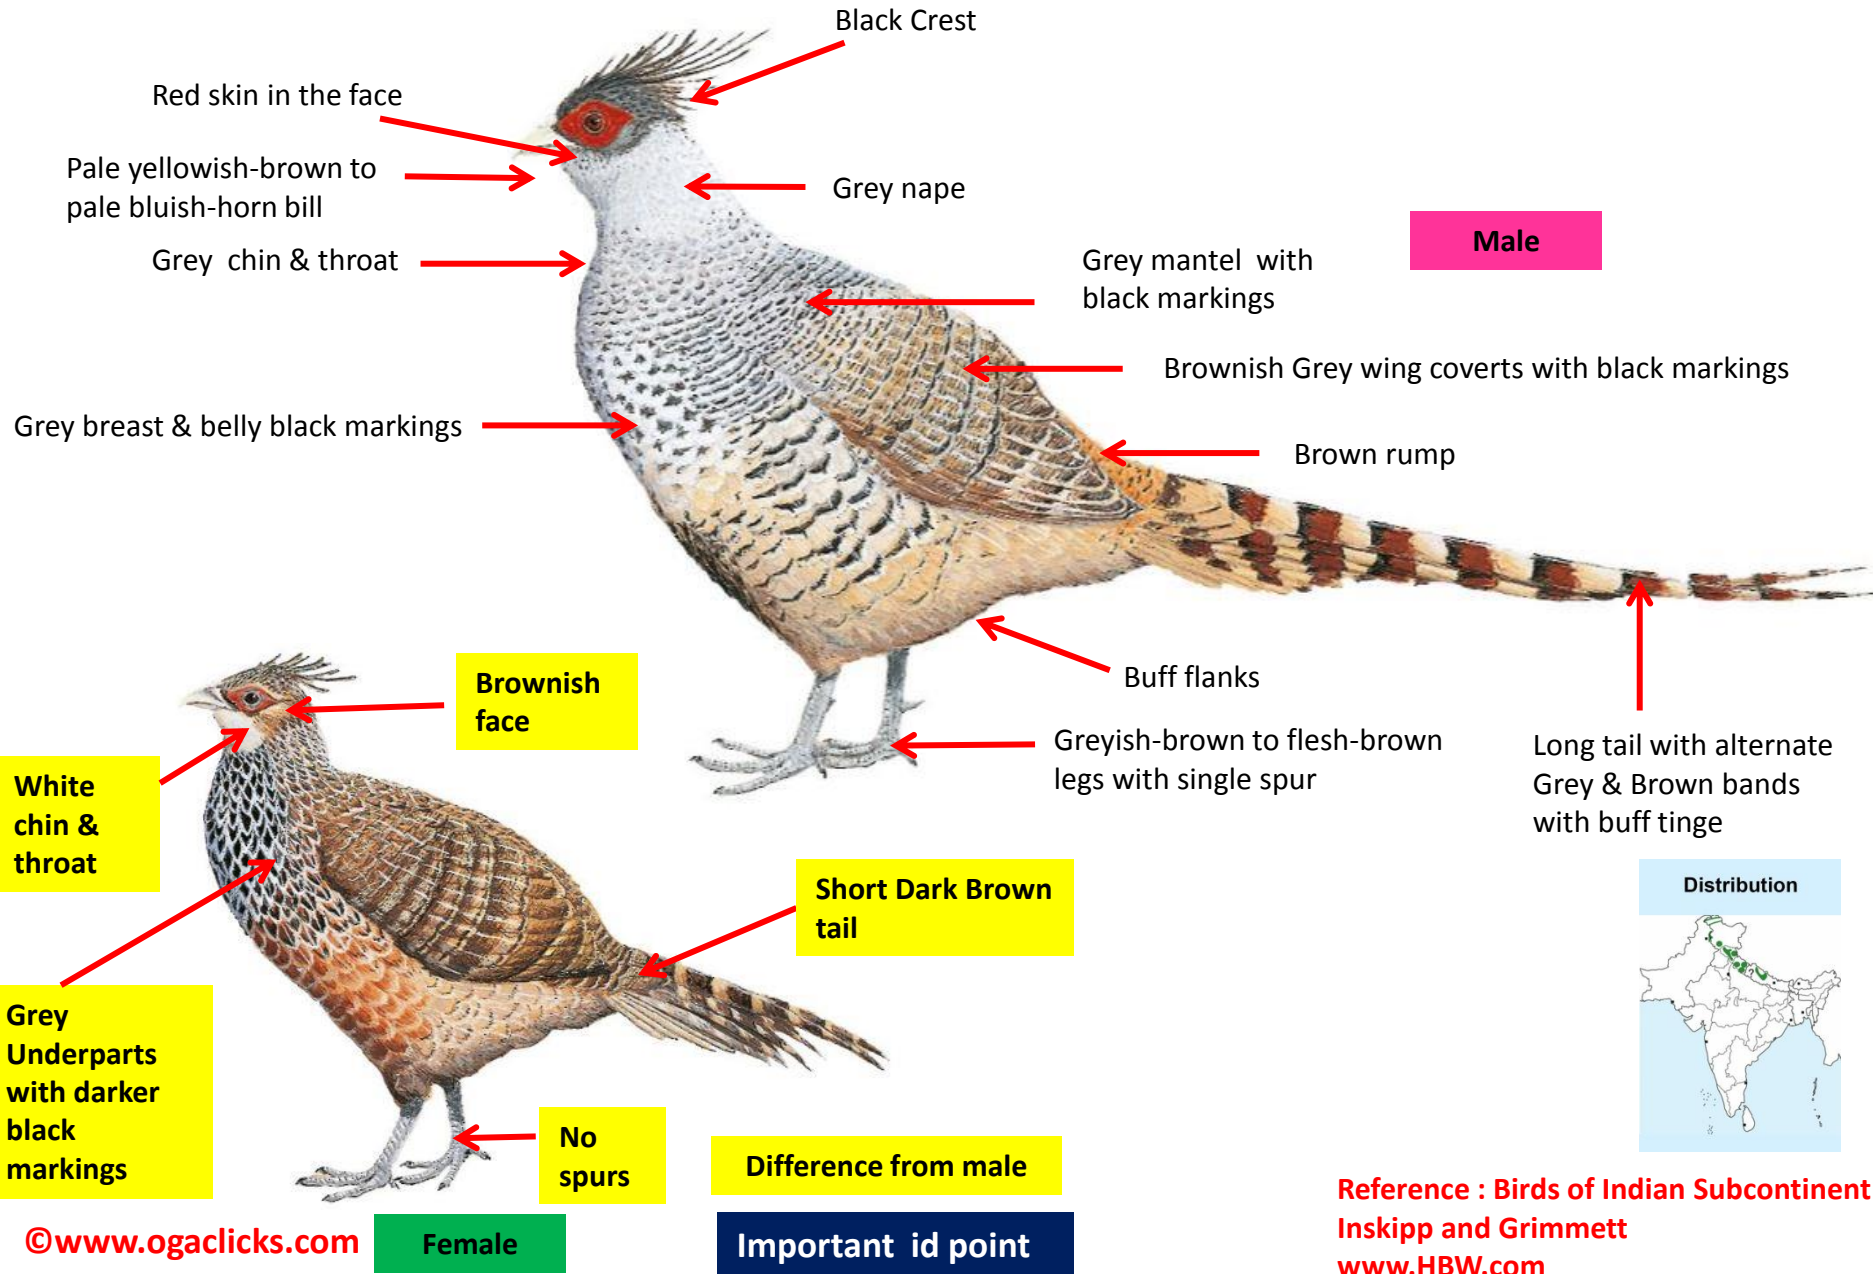 Black Crest
Red skin in the face
Pale yellowish-brown to
pale bluish-horn bill
Grey nape
Grey chin & throat
Male
Grey mantel with
black markings
Brownish Grey wing coverts with black markings
Grey breast & belly black markings
Brown rump
Buff flanks
Greyish-brown to flesh-brown
legs with single spur
Long tail with alternate
Grey & Brown bands
with buff tinge
Brownish
face
White
chin &
throat
Short Dark Brown
tail
Grey
Underparts
with darker
black
markings
No
spurs
Difference from male
Distribution
©www.ogaclicks.com
Female
Important id point
Reference : Birds of Indian Subcontinent
Inskipp and Grimmett
www.HBW.com